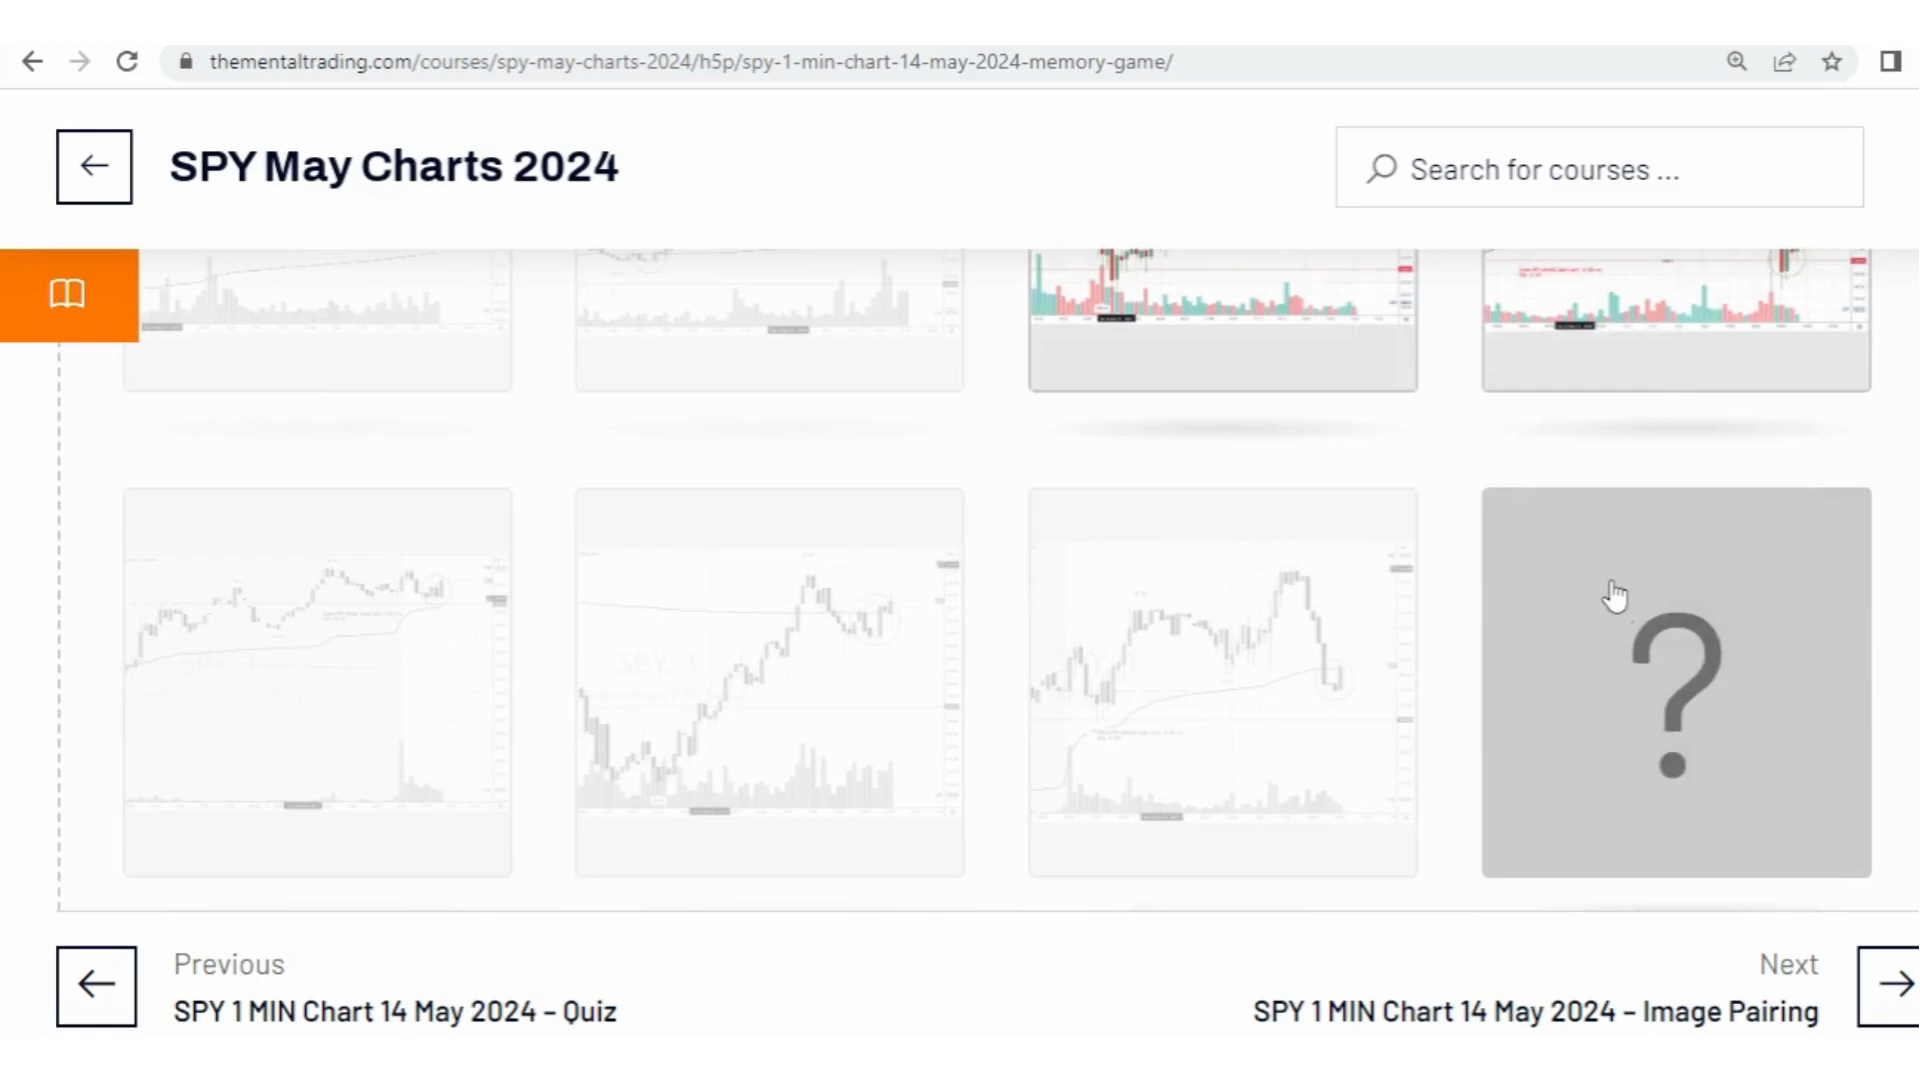 thementaltrading.com/courses/spy-may-charts-2024/h5p/spy-1-min-chart-14-may-2024-memory-game/
SPY May Charts 2024
Search for courses ...
SPY, 1
?
Previous
SPY 1 MIN Chart 14 May 2024 – Quiz
Next
SPY 1 MIN Chart 14 May 2024 – Image Pairing